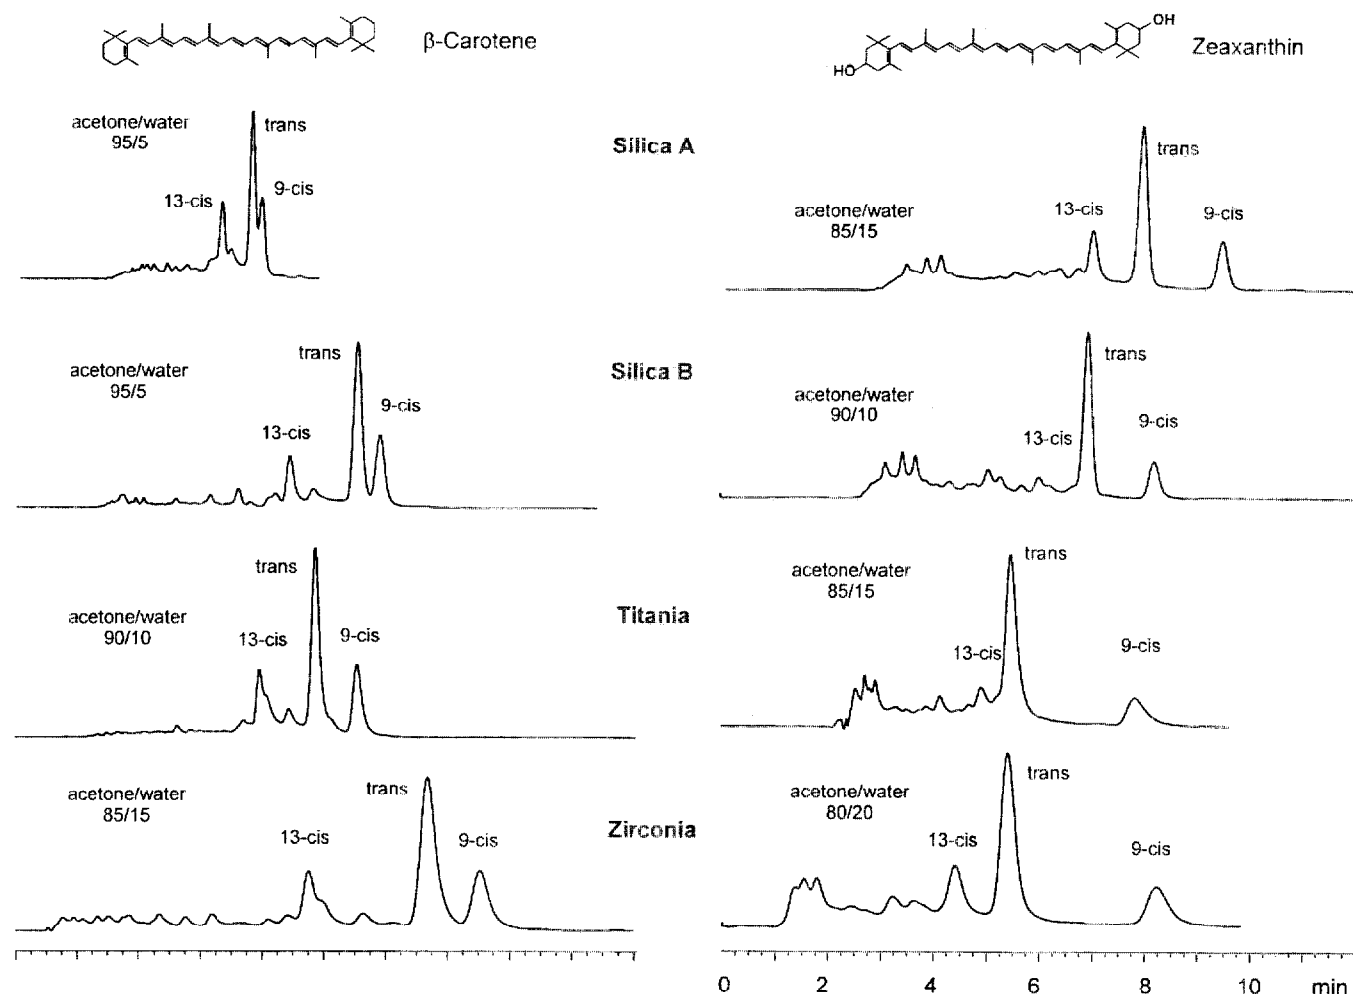 β-Carotene
OH
HO
Zeaxanthin
acetone/water
95/5
13-cis
trans
9-cis
Silica A
acetone/water
85/15
13-cis
trans
9-cis
acetone/water
95/5
13-cis
trans
9-cis
Silica B
acetone/water
90/10
13-cis
trans
9-cis
acetone/water
90/10
13-cis
trans
9-cis
Titania
acetone/water
85/15
13-cis
trans
9-cis
acetone/water
85/15
13-cis
trans
9-cis
Zirconia
acetone/water
80/20
13-cis
trans
9-cis
0 2 4 6 8 10 min